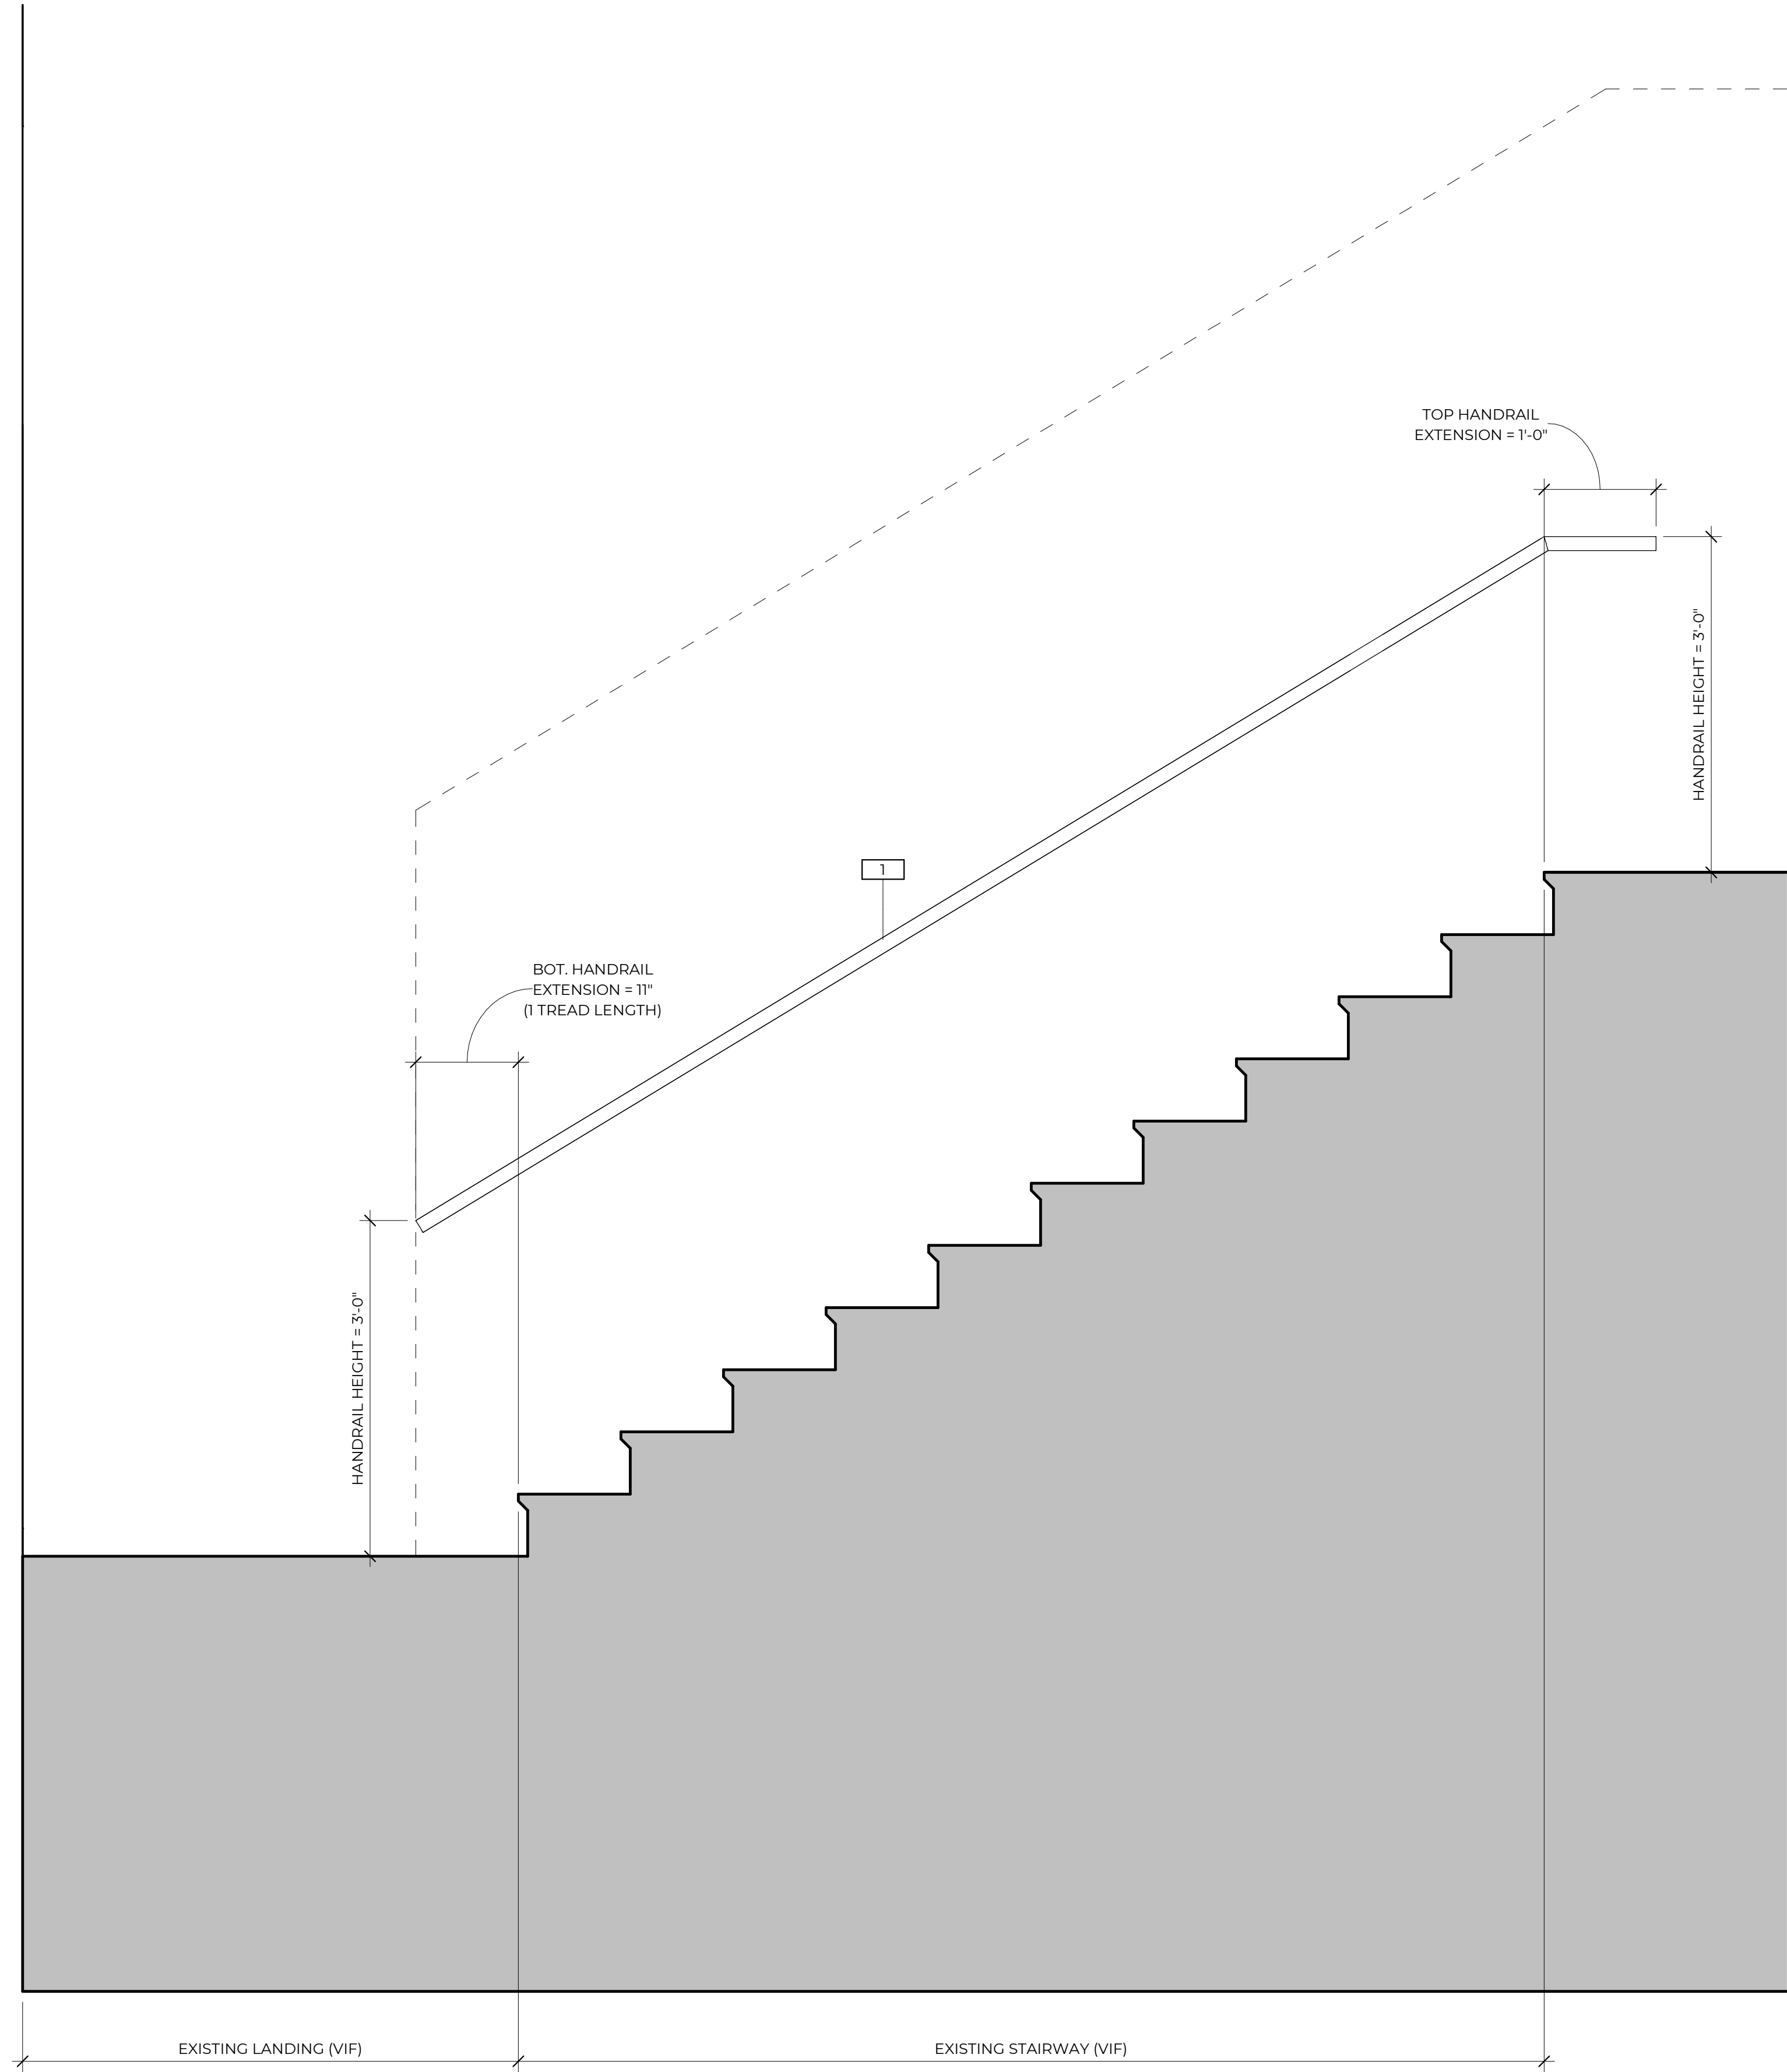 TOP HANDRAIL
EXTENSION = 1'-0"
HANDRAIL HEIGHT = 3'-0"
1
BOT. HANDRAIL
EXTENSION = 11"
(1 TREAD LENGTH)
HANDRAIL HEIGHT = 3'-0"
EXISTING LANDING (VIF)
EXISTING STAIRWAY (VIF)